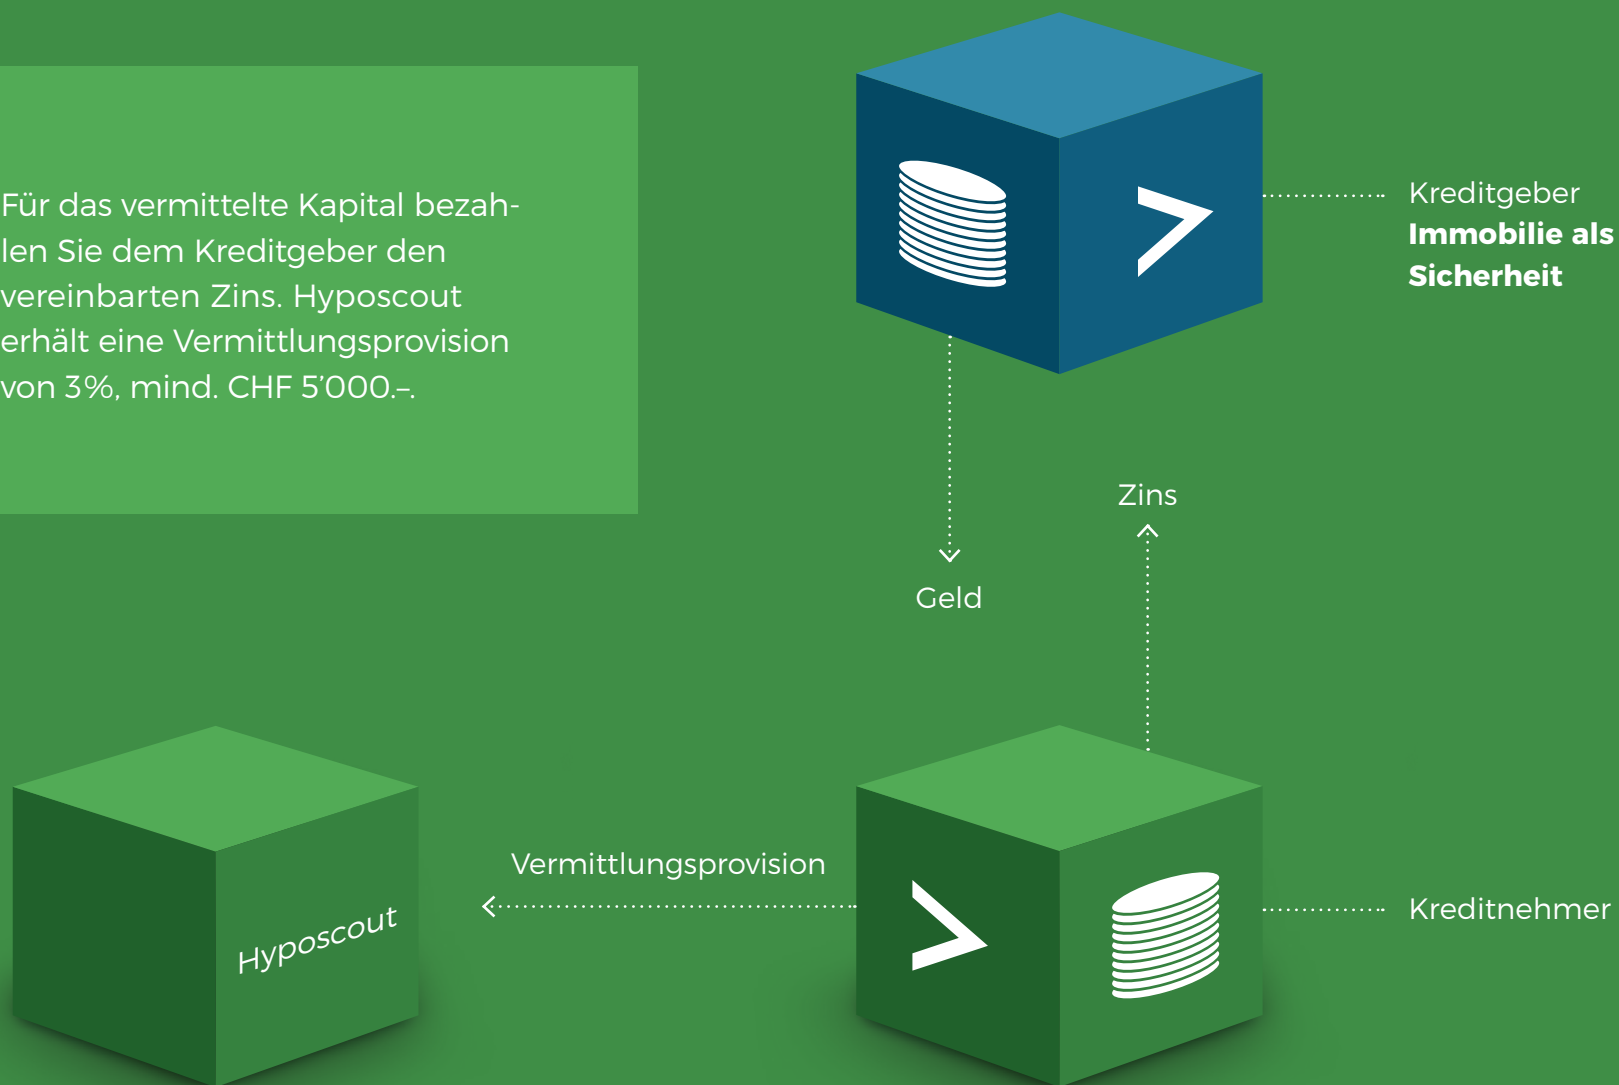 Für das vermittelte Kapital bezah-
len Sie dem Kreditgeber den
vereinbarten Zins. Hyposcout
erhält eine Vermittlungsprovision
von 3%, mind. CHF 5’000.–.
Kreditgeber
Immobilie als
Sicherheit
Zins
Geld
Vermittlungsprovision
Hyposcout
Kreditnehmer